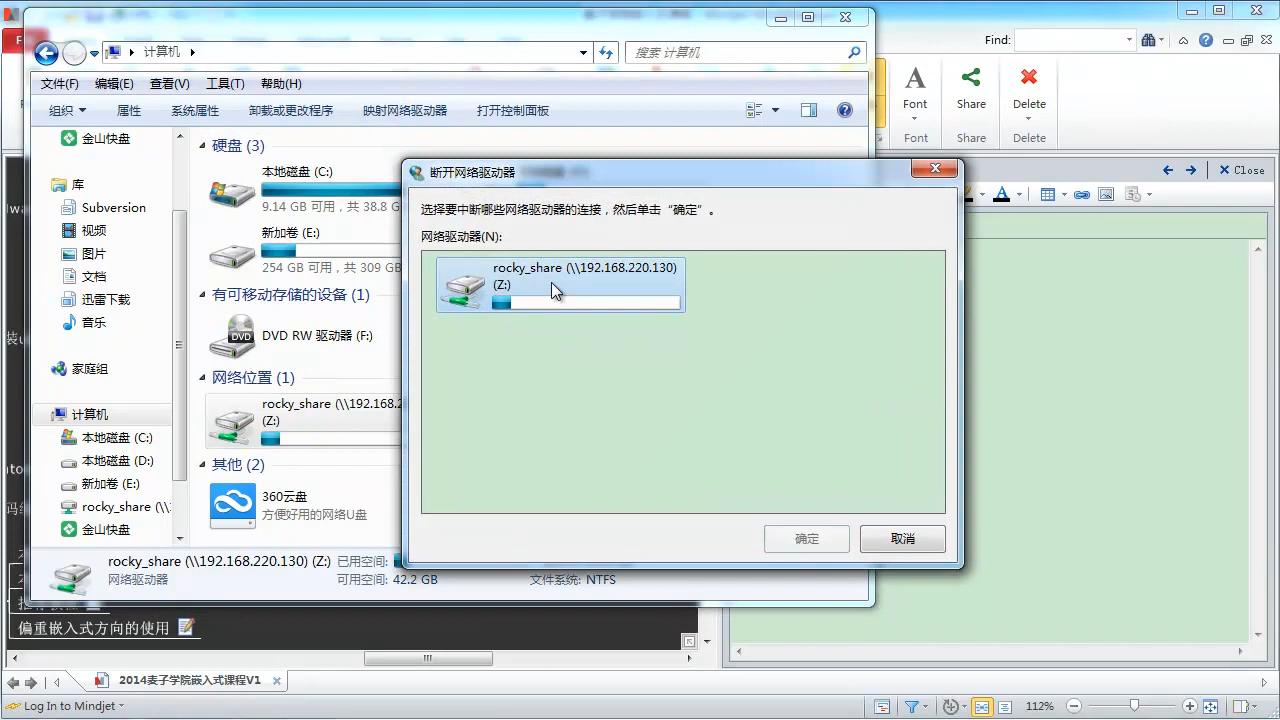 计算机
搜索 计算机
Find:
文件(F) 编辑(E) 查看(V) 工具(T) 帮助(H)
组织 属性 系统属性 卸载或更改程序 映射网络驱动器 打开控制面板
Font
Share
Delete
Font
Share
Delete
Close
金山快盘
库
Subversion
视频
图片
文档
迅雷下载
音乐
家庭组
计算机
本地磁盘 (C:)
本地磁盘 (D:)
新加卷 (E:)
rocky_share (\\
金山快盘
硬盘 (3)
本地磁盘 (C:)
9.14 GB 可用，共 38.8 G
新加卷 (E:)
254 GB 可用，共 309 G
有可移动存储的设备 (1)
DVD
DVD RW 驱动器 (F:)
网络位置 (1)
rocky_share (\\192.168.2
(Z:)
其他 (2)
360云盘
方便好用的网络U盘
rocky_share (\\192.168.220.130) (Z:) 已用空间:
网络驱动器 可用空间: 42.2 GB 文件系统: NTFS
断开网络驱动器
选择要中断哪些网络驱动器的连接，然后单击“确定”。
网络驱动器(N):
rocky_share (\\192.168.220.130)
(Z:)
确定
取消
偏重嵌入式方向的使用
2014麦子学院嵌入式课程V1
Log In to Mindjet
112%